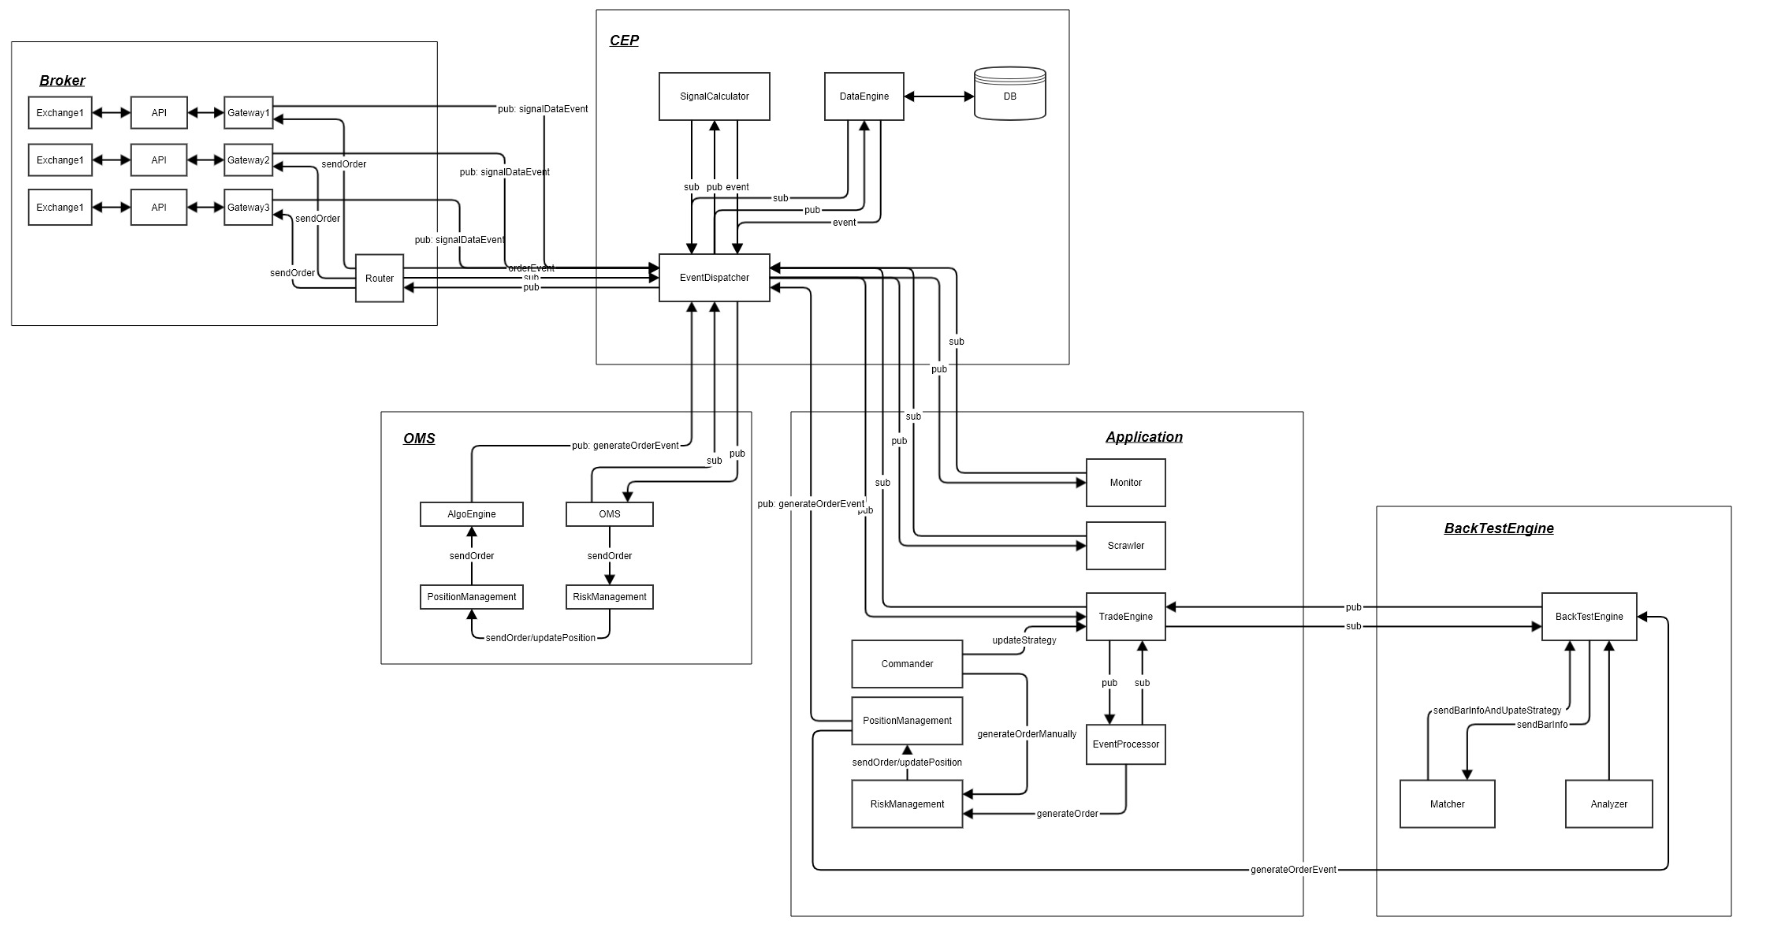 CEP
Broker
SignalCalculator
DataEngine
DB
Exchange1
API
Gateway1
pub: signalDataEvent
sendOrder
Exchange1
API
Gateway2
pub: signalDataEvent
sub
pub
event
sub
pub
event
Exchange1
API
Gateway3
sendOrder
pub: signalDataEvent
sendOrder
Router
orderEvent
sub
pub
EventDispatcher
sub
pub
sub
pub
OMS
Application
pub: generateOrderEvent
sub
pub
sub
Monitor
pub: generateOrderEvent
pub
AlgoEngine
OMS
BackTestEngine
sendOrder
sendOrder
Scrawler
PositionManagement
RiskManagement
sendOrder/updatePosition
TradeEngine
pub
sub
BackTestEngine
updateStrategy
Commander
pub
sub
PositionManagement
generateOrderManually
EventProcessor
sendBarInfoAndUpateStrategy
sendBarInfo
sendOrder/updatePosition
RiskManagement
generateOrder
Matcher
Analyzer
generateOrderEvent